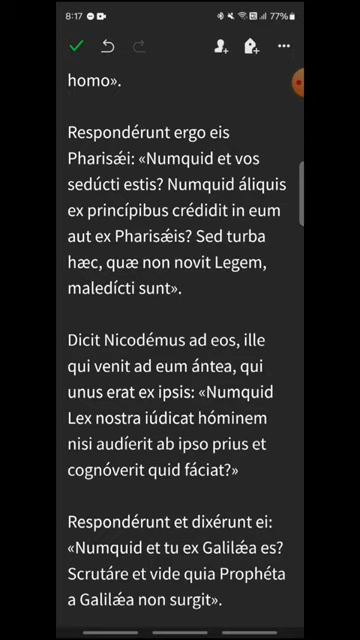 8:17
77%
homo».
Respondérunt ergo eis
Pharisǽi: «Numquid et vos
sedúcti estis? Numquid áliquis
ex princípibus crédidit in eum
aut ex Pharisǽis? Sed turba
hæc, quæ non novit Legem,
maledícti sunt».
Dicit Nicodémus ad eos, ille
qui venit ad eum ántea, qui
unus erat ex ipsis: «Numquid
Lex nostra iúdicat hóminem
nisi audíerit ab ipso prius et
cognóverit quid fáciat?»
Respondérunt et dixérunt ei:
«Numquid et tu ex Galilǽa es?
Scrutáre et vide quia Prophéta
a Galilǽa non surgit».